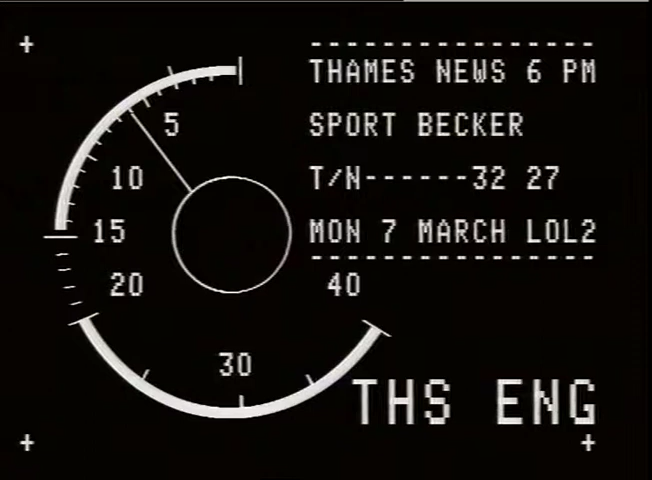 ----------------
THAMES NEWS 6 PM
SPORT BECKER
T/N------32 27
MON 7 MARCH LOL2
----------------
5
10
15
20
30
40
THS ENG